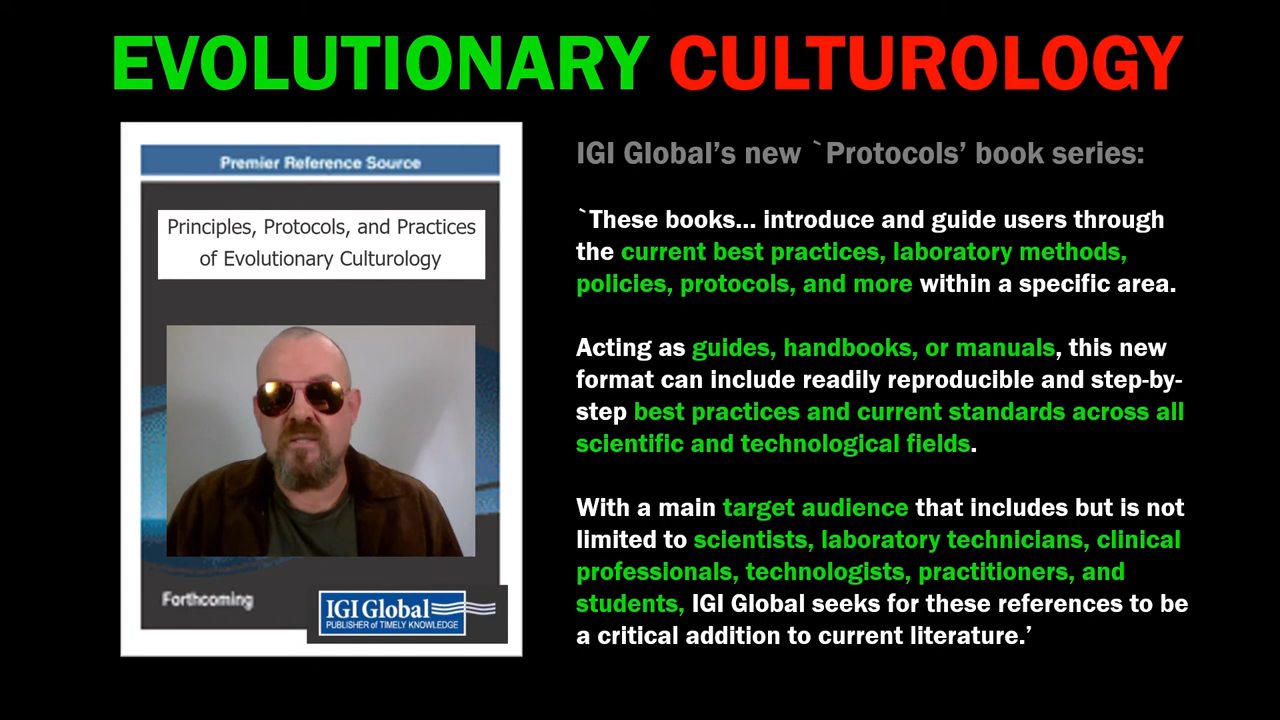 EVOLUTIONARY CULTUROLOGY
Premier Reference Source
Principles, Protocols, and Practices
of Evolutionary Culturology
Forthcoming
IGI Global
PUBLISHER of TIMELY KNOWLEDGE
IGI Global’s new `Protocols’ book series:
`These books... introduce and guide users through
the current best practices, laboratory methods,
policies, protocols, and more within a specific area.
Acting as guides, handbooks, or manuals, this new
format can include readily reproducible and step-by-
step best practices and current standards across all
scientific and technological fields.
With a main target audience that includes but is not
limited to scientists, laboratory technicians, clinical
professionals, technologists, practitioners, and
students, IGI Global seeks for these references to be
a critical addition to current literature.’